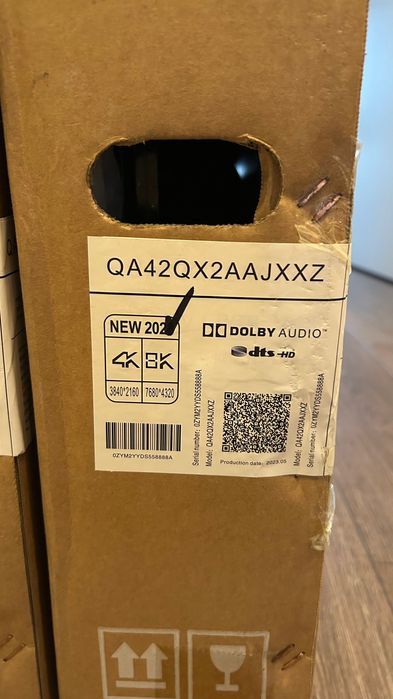 QA42QX2AAJXXZ
NEW 202
4K 8K
3840*2160 7680*4320
DOLBY AUDIO™
dts-HD
0ZYM2YYDS558888A
Serial number: 0ZYM2YYDS558888A
Model: QA42QX2AAJXXZ
Production date: 2023.05
Serial number: 0ZYM2YYDS558888A
Model: QA42QX2AAJXXZ